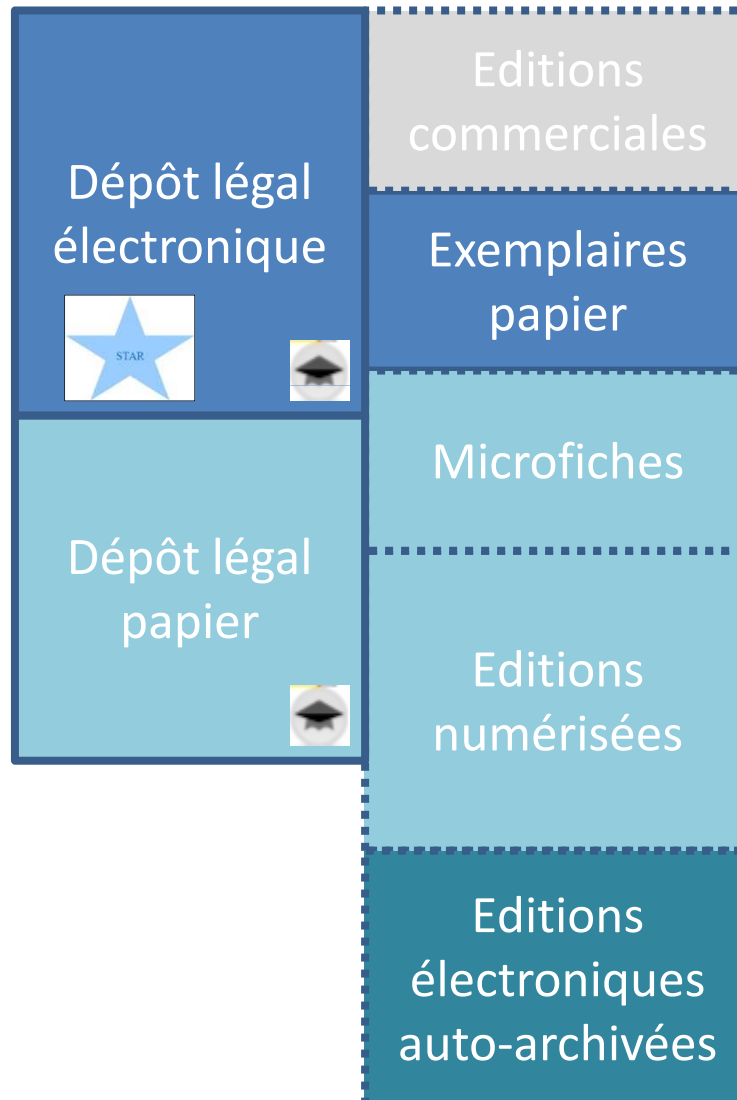 Dépôt légal
électronique
STAR
Dépôt légal
papier
Editions
commerciales
Exemplaires
papier
Microfiches
Editions
numérisées
Editions
électroniques
auto-archivées